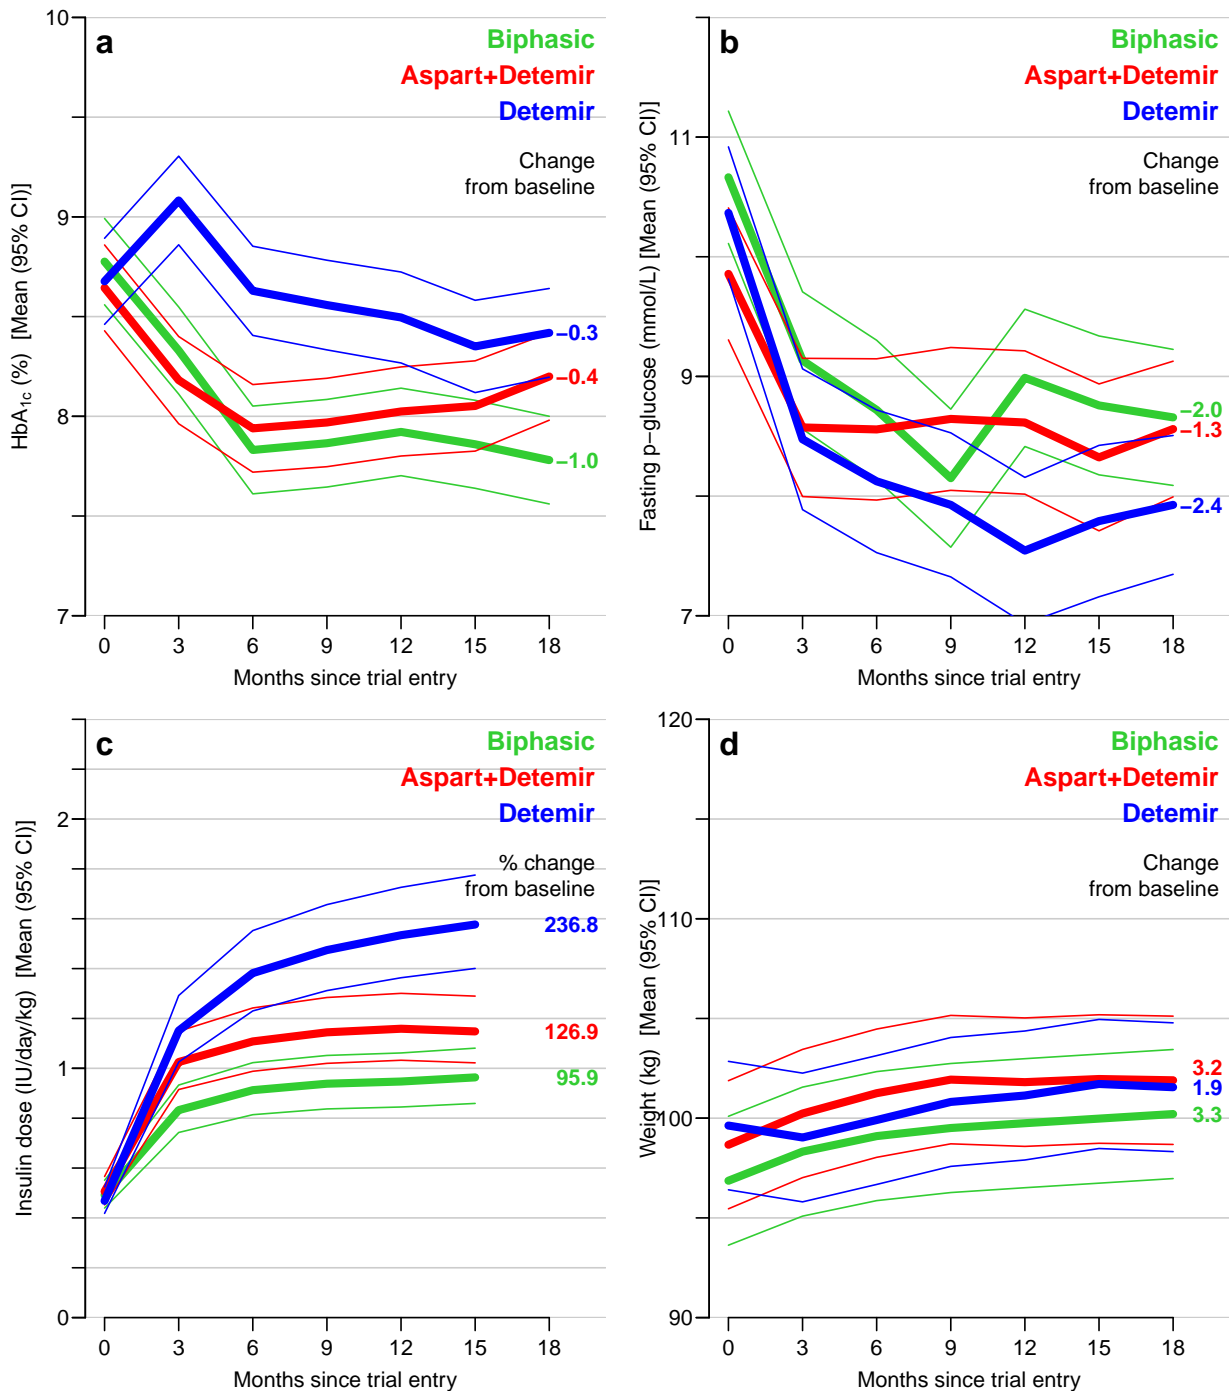 a
Biphasic
Aspart+Detemir
Detemir
Change
from baseline
10
9
8
7
HbA1c (%) [Mean (95% CI)]
−0.3
−0.4
−1.0
0 3 6 9 12 15 18
Months since trial entry
b
Biphasic
Aspart+Detemir
Detemir
Change
from baseline
11
9
7
Fasting p−glucose (mmol/L) [Mean (95% CI)]
−2.0
−1.3
−2.4
0 3 6 9 12 15 18
Months since trial entry
c
Biphasic
Aspart+Detemir
Detemir
% change
from baseline
2
1
0
Insulin dose (IU/day/kg) [Mean (95% CI)]
236.8
126.9
95.9
0 3 6 9 12 15 18
Months since trial entry
d
Biphasic
Aspart+Detemir
Detemir
Change
from baseline
120
110
100
90
Weight (kg) [Mean (95% CI)]
3.2
1.9
3.3
0 3 6 9 12 15 18
Months since trial entry